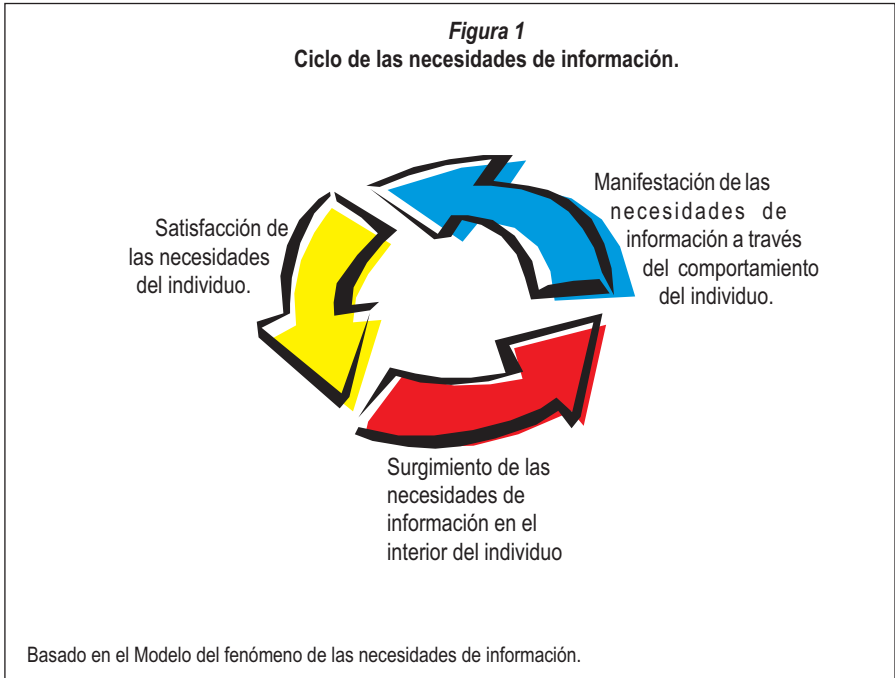 Figura 1
Ciclo de las necesidades de información.
Manifestación de las
necesidades de
información a través
del comportamiento
del individuo.
Satisfacción de
las necesidades
del individuo.
Surgimiento de las
necesidades de
información en el
interior del individuo
Basado en el Modelo del fenómeno de las necesidades de información.